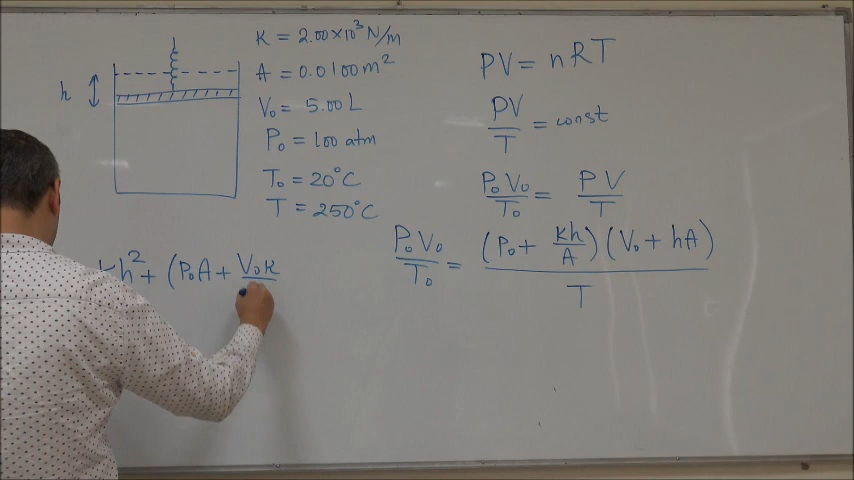 h
K = 2.00×10³ N/m
A = 0.0100 m²
V₀ = 5.00 L
P₀ = 1.00 atm
T₀ = 20°C
T = 250°C
PV = nRT
PV/T = const
P₀V₀/T₀ = PV/T
P₀V₀/T₀ = (P₀ + kh/A)(V₀ + hA)/T
kh² + (P₀A + V₀k